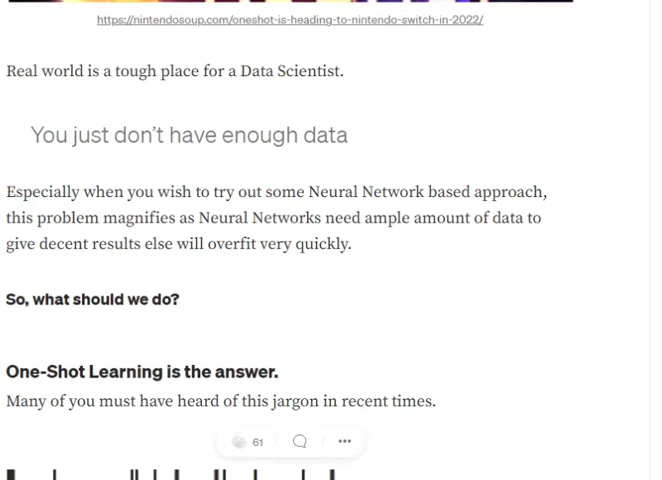 https://nintendosoup.com/oneshot-is-heading-to-nintendo-switch-in-2022/
Real world is a tough place for a Data Scientist.
You just don't have enough data
Especially when you wish to try out some Neural Network based approach,
this problem magnifies as Neural Networks need ample amount of data to
give decent results else will overfit very quickly.
So, what should we do?
One-Shot Learning is the answer.
Many of you must have heard of this jargon in recent times.
61